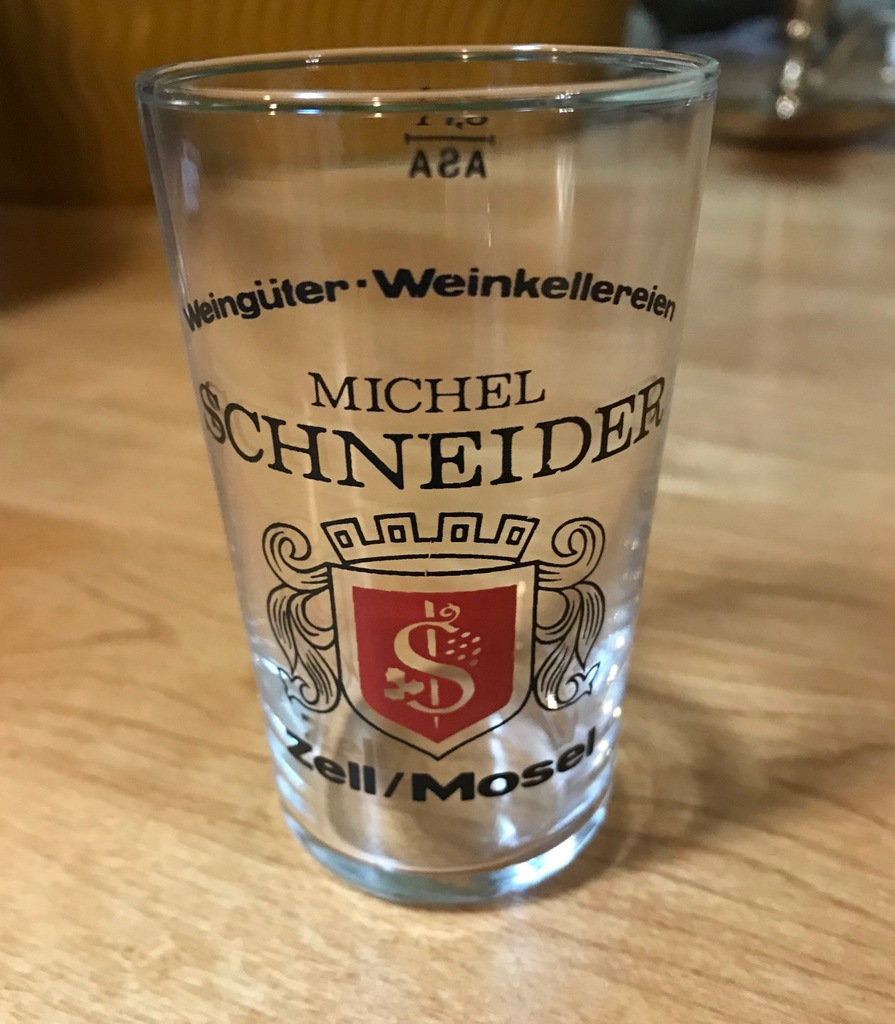 ASA
Weingüter · Weinkellereien
MICHEL
SCHNEIDER
S
Zell/Mosel